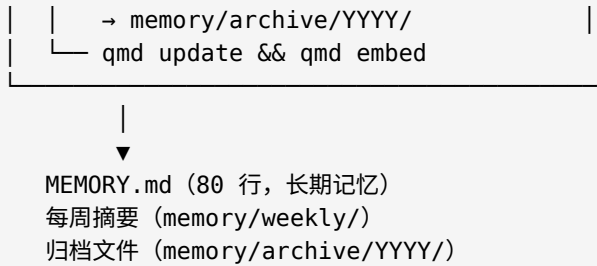 │ │ → memory/archive/YYYY/ │
│ └── qmd update && qmd embed
└──────────────────────────────────────────
│
▼
MEMORY.md（80 行，长期记忆）
每周摘要（memory/weekly/）
归档文件（memory/archive/YYYY/）